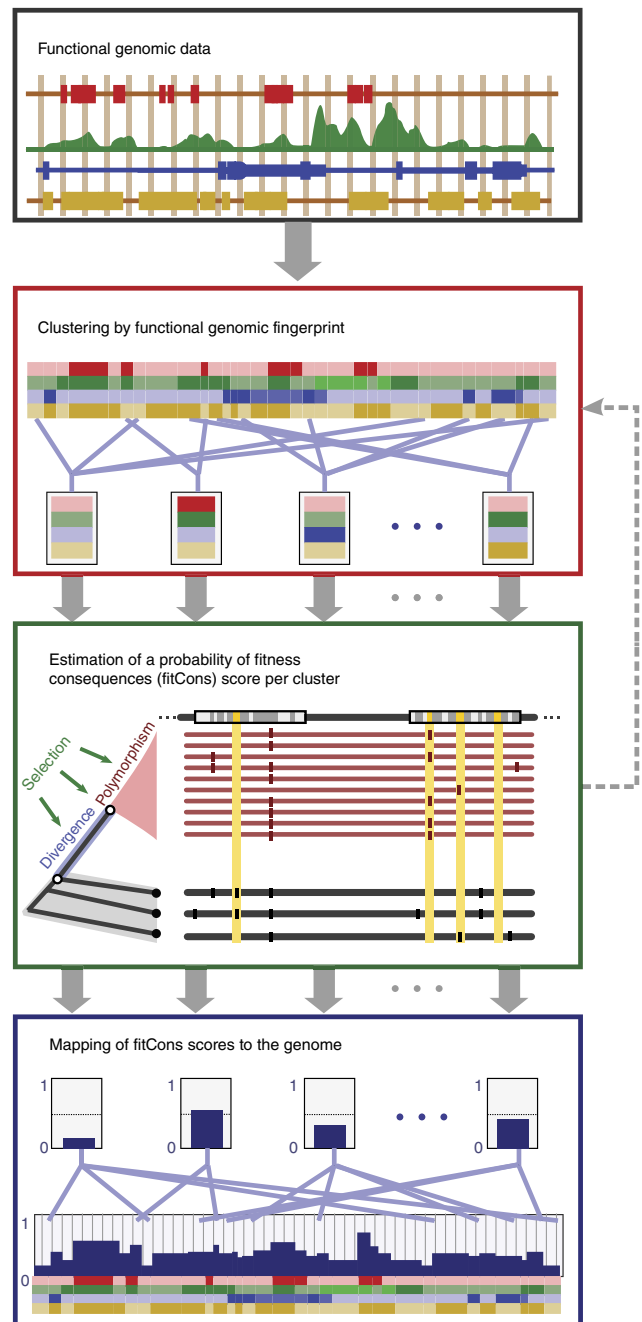 Functional genomic data
Clustering by functional genomic fingerprint
Estimation of a probability of fitness
consequences (fitCons) score per cluster
Selection
Polymorphism
Divergence
Mapping of fitCons scores to the genome
1
0
1
0
1
0
1
0
1
0